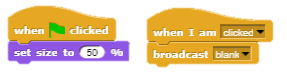 when clicked
set size to 50 %
when I am clicked
broadcast blank